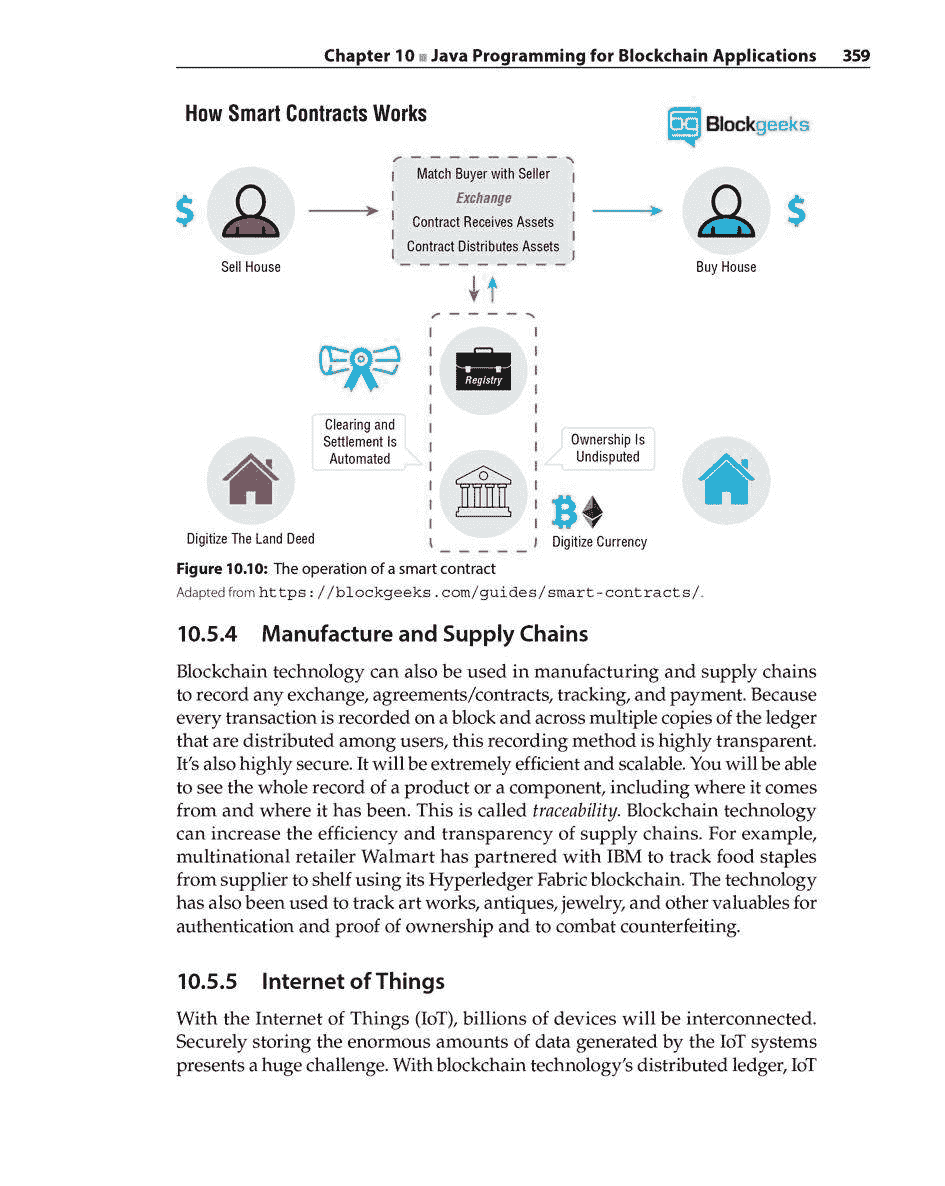 Chapter 10 ■ Java Programming for Blockchain Applications 359
How Smart Contracts Works
Blockgeeks
Match Buyer with Seller
Exchange
Contract Receives Assets
Contract Distributes Assets
$
$
Sell House
Buy House
Registry
Clearing and
Settlement Is
Automated
Ownership Is
Undisputed
Digitize The Land Deed
Digitize Currency
Figure 10.10: The operation of a smart contract
Adapted from https://blockgeeks.com/guides/smart-contracts/.
10.5.4 Manufacture and Supply Chains
Blockchain technology can also be used in manufacturing and supply chains
to record any exchange, agreements/contracts, tracking, and payment. Because
every transaction is recorded on a block and across multiple copies of the ledger
that are distributed among users, this recording method is highly transparent.
It’s also highly secure. It will be extremely efficient and scalable. You will be able
to see the whole record of a product or a component, including where it comes
from and where it has been. This is called traceability. Blockchain technology
can increase the efficiency and transparency of supply chains. For example,
multinational retailer Walmart has partnered with IBM to track food staples
from supplier to shelf using its Hyperledger Fabric blockchain. The technology
has also been used to track art works, antiques, jewelry, and other valuables for
authentication and proof of ownership and to combat counterfeiting.
10.5.5 Internet of Things
With the Internet of Things (IoT), billions of devices will be interconnected.
Securely storing the enormous amounts of data generated by the IoT systems
presents a huge challenge. With blockchain technology’s distributed ledger, IoT